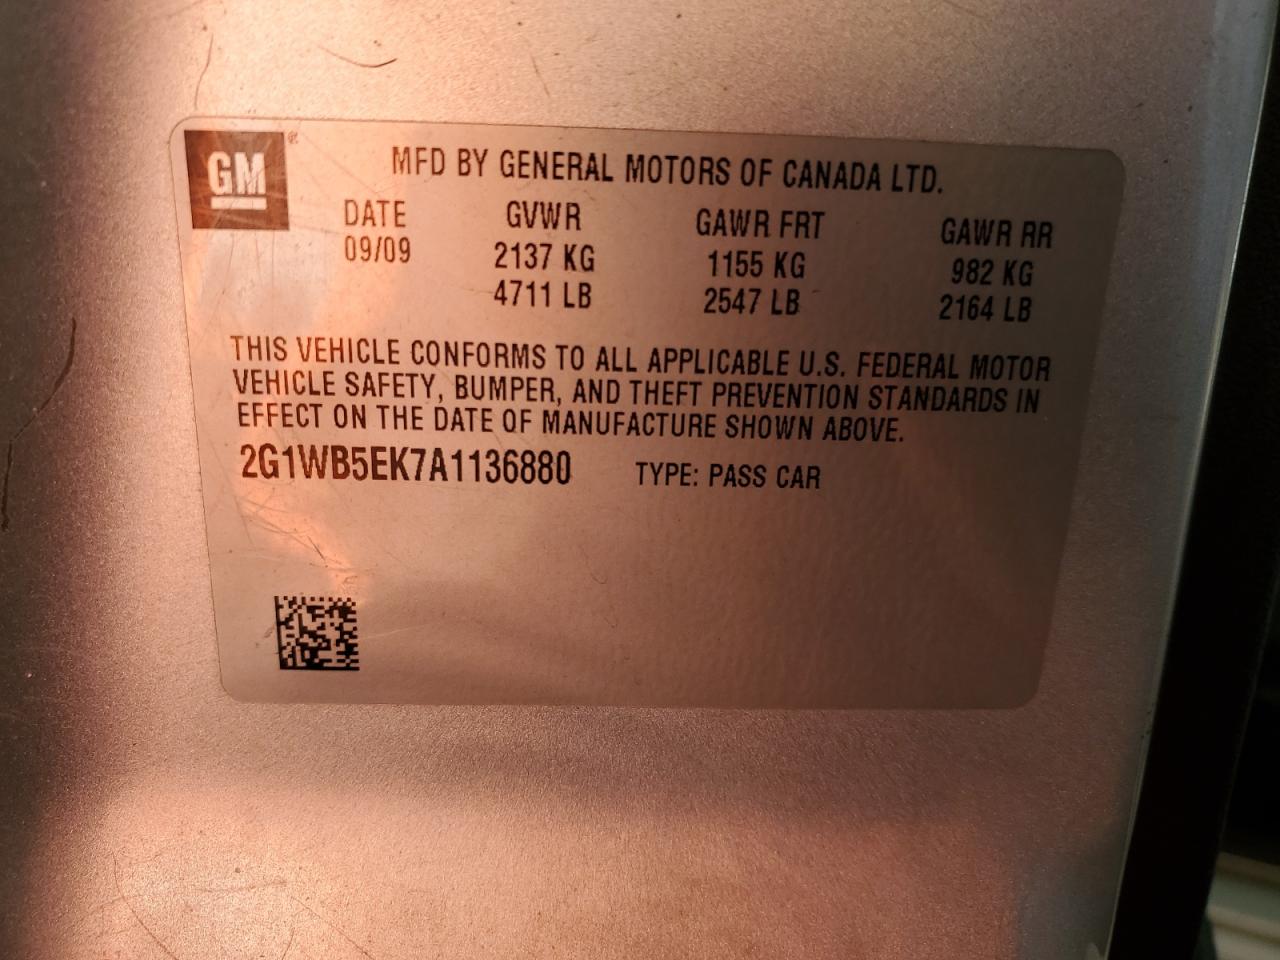 GM®
MFD BY GENERAL MOTORS OF CANADA LTD.
DATE GVWR GAWR FRT GAWR RR
09/09 2137 KG 1155 KG 982 KG
4711 LB 2547 LB 2164 LB
THIS VEHICLE CONFORMS TO ALL APPLICABLE U.S. FEDERAL MOTOR
VEHICLE SAFETY, BUMPER, AND THEFT PREVENTION STANDARDS IN
EFFECT ON THE DATE OF MANUFACTURE SHOWN ABOVE.
2G1WB5EK7A1136880 TYPE: PASS CAR